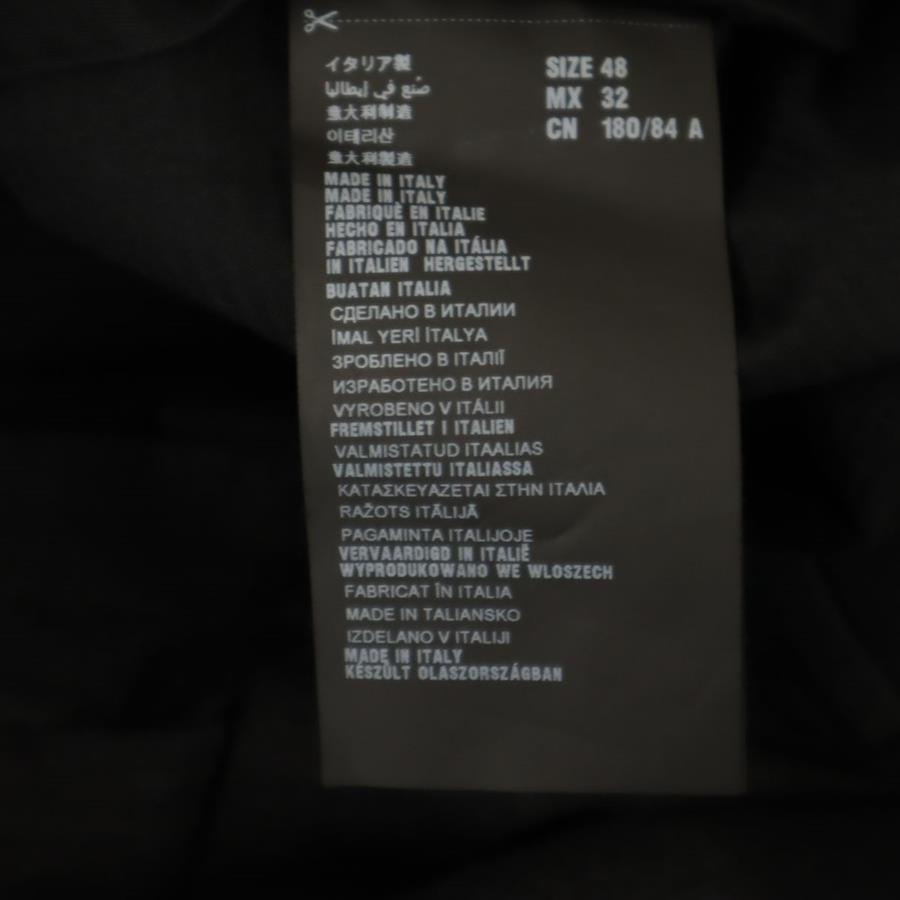 イタリア製
صنع في إيطاليا
意大利制造
이태리산
意大利製造
MADE IN ITALY
MADE IN ITALY
FABRIQUÈ EN ITALIE
HECHO EN ITALIA
FABRICADO NA ITÁLIA
IN ITALIEN HERGESTELLT
BUATAN ITALIA
СДЕЛАНО В ИТАЛИИ
İMAL YERİ İTALYA
ЗРОБЛЕНО В ІТАЛІЇ
ИЗРАБОТЕНО В ИТАЛИЯ
VYROBENO V ITÁLII
FREMSTILLET I ITALIEN
VALMISTATUD ITAALIAS
VALMISTETTU ITALIASSA
ΚΑΤΑΣΚΕΥΑΖΕΤΑΙ ΣΤΗΝ ΙΤΑΛΙΑ
RAŽOTS ITĀLIJĀ
PAGAMINTA ITALIJOJE
VERVAARDIGD IN ITALIË
WYPRODUKOWANO WE WLOSZECH
FABRICAT ÎN ITALIA
MADE IN TALIANSKO
IZDELANO V ITALIJI
MADE IN ITALY
KÉSZÜLT OLASZORSZÁGBAN
SIZE 48
MX 32
CN 180/84 A